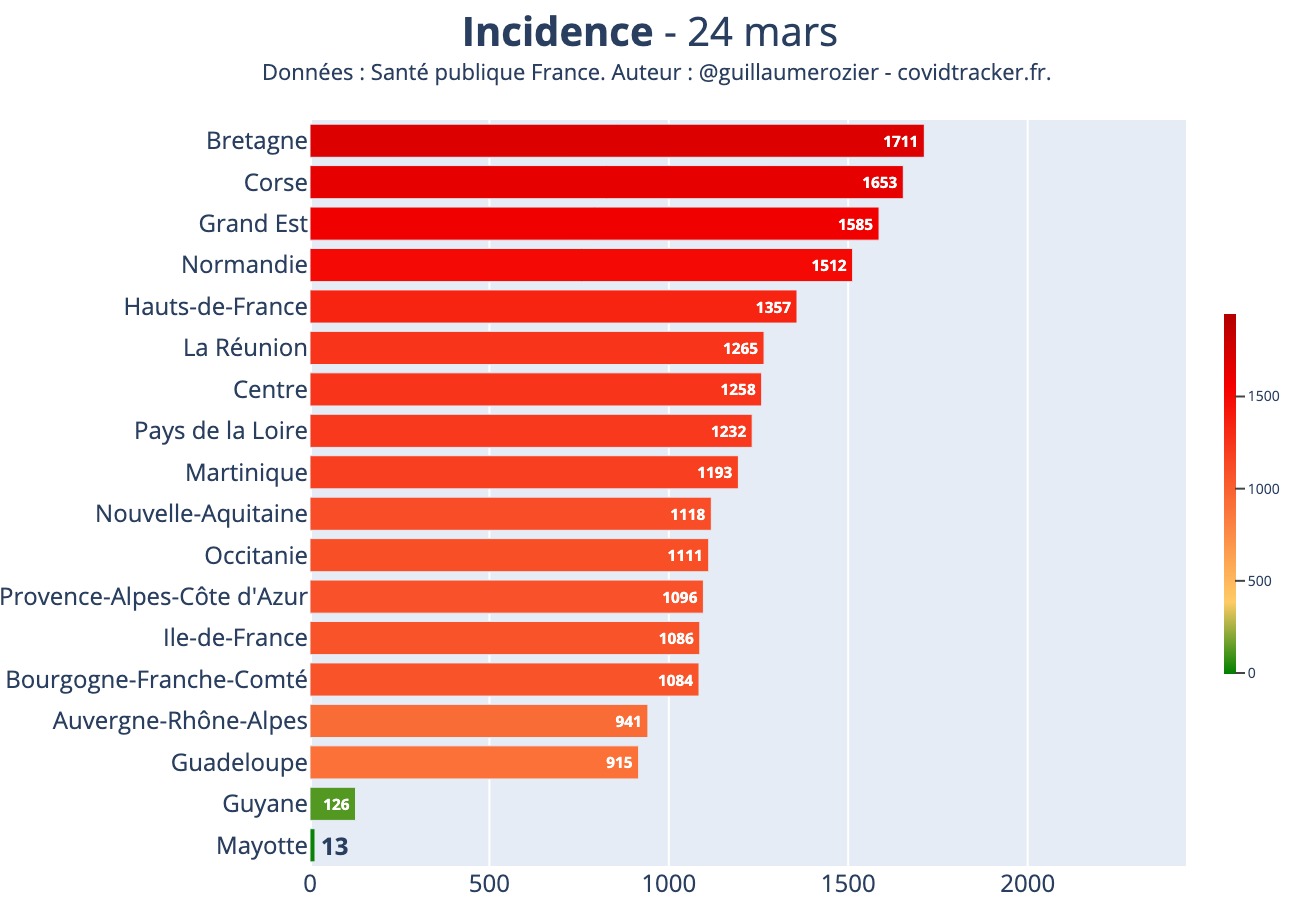 Incidence - 24 mars
Données : Santé publique France. Auteur : @guillaumerozier - covidtracker.fr.
Bretagne 1711
Corse 1653
Grand Est 1585
Normandie 1512
Hauts-de-France 1357
La Réunion 1265
Centre 1258
Pays de la Loire 1232
Martinique 1193
Nouvelle-Aquitaine 1118
Occitanie 1111
Provence-Alpes-Côte d'Azur 1096
Ile-de-France 1086
Bourgogne-Franche-Comté 1084
Auvergne-Rhône-Alpes 941
Guadeloupe 915
Guyane 126
Mayotte 13
0 500 1000 1500 2000
1500
1000
500
0